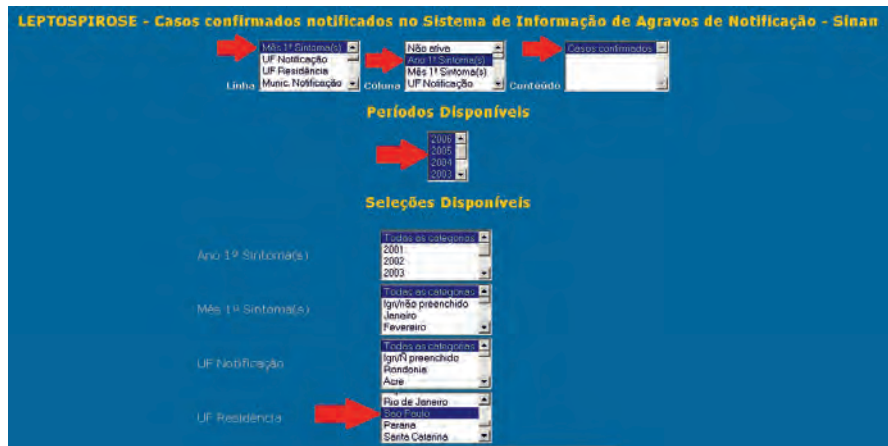 LEPTOSPIROSE - Casos confirmados notificados no Sistema de Informação de Agravos de Notificação - Sinan
Mês 1º Sintoma(s)
UF Notificação
UF Residência
Munic. Notificação
Linha
Não ativa
Ano 1º Sintoma(s)
Mês 1º Sintoma(s)
UF Notificação
Coluna
Casos confirmados
Conteúdo
Períodos Disponíveis
2006
2005
2004
2003
Seleções Disponíveis
Ano 1º Sintoma(s)
Todas as categorias
2001
2002
2003
Mês 1º Sintoma(s)
Todas as categorias
Ign/não preenchido
Janeiro
Fevereiro
UF Notificação
Todas as categorias
Ign/Ñ preenchido
Rondonia
Acre
UF Residência
Rio de Janeiro
Sao Paulo
Parana
Santa Catarina